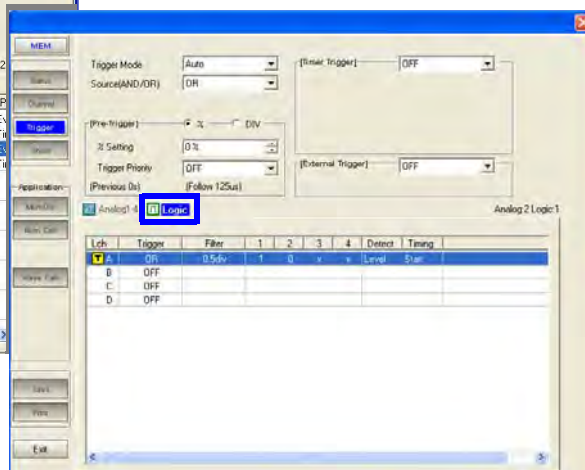 MEM
Status
Channel
Trigger
Application
Num Calc
Wave Calc
Save
Print
Exit
Trigger Mode Auto
Source(AND/OR) OR
[Timer Trigger] OFF
[Pre-trigger] % DIV
% Setting 0%
Trigger Priority OFF
(Previous 0s) (Follow 125us)
[External Trigger] OFF
Analog1-4 Logic
Analog:2 Logic:1
Lch Trigger Filter 1 2 3 4 Detect Timing
T A OR 0.5div 1 0 x x Level Start
B OFF
C OFF
D OFF